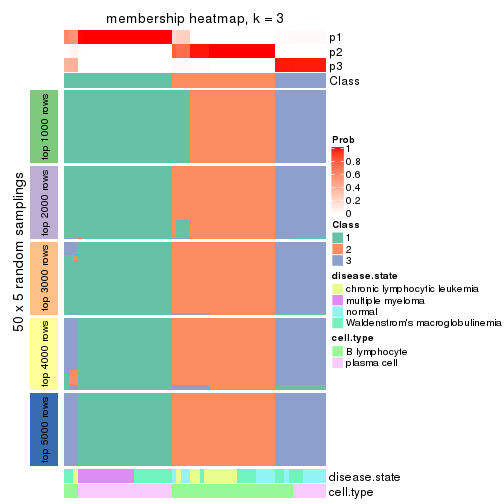 membership heatmap, k = 3
p1
p2
p3
Class
50 x 5 random samplings
top 1000 rows
top 2000 rows
top 3000 rows
top 4000 rows
top 5000 rows
Prob
1
0.8
0.6
0.4
0.2
0
Class
1
2
3
disease.state
chronic lymphocytic leukemia
multiple myeloma
normal
Waldenstrom's macroglobulinemia
cell.type
B lymphocyte
plasma cell
disease.state
cell.type